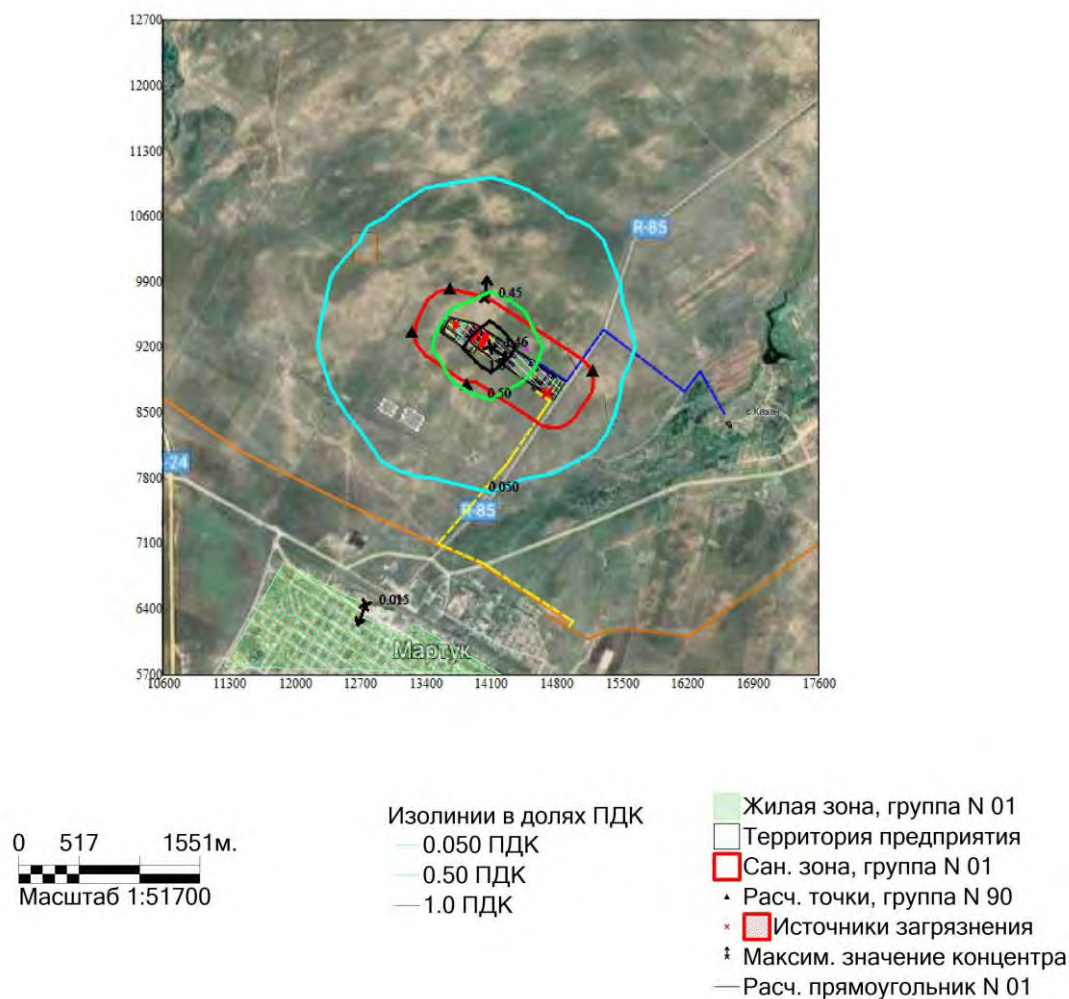 12700
12000
11300
10600
9900
9200
8500
7800
7100
6400
5700
R-85
0.45
0.50
с. Казан
-24
0.050
R-85
0.015
Мартук
10600 11300 12000 12700 13400 14100 14800 15500 16200 16900 17600
0 517 1551м.
Масштаб 1:51700
Изолинии в долях ПДК
0.050 ПДК
0.50 ПДК
1.0 ПДК
Жилая зона, группа N 01
Территория предприятия
Сан. зона, группа N 01
Расч. точки, группа N 90
Источники загрязнения
Максим. значение концентра
Расч. прямоугольник N 01